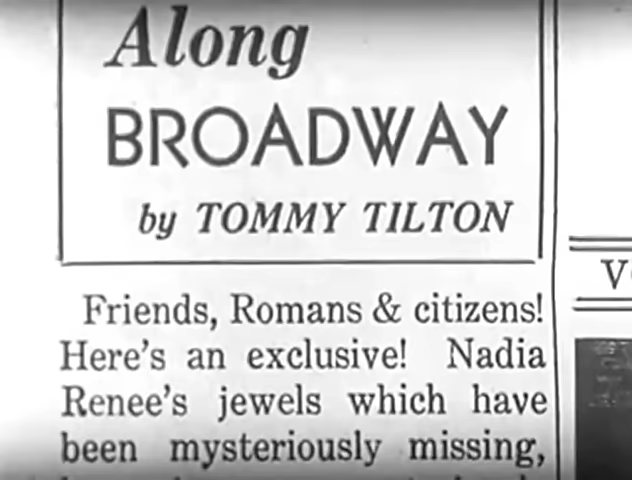 Along
BROADWAY
by TOMMY TILTON
Friends, Romans & citizens!
Here's an exclusive! Nadia
Renee's jewels which have
been mysteriously missing,